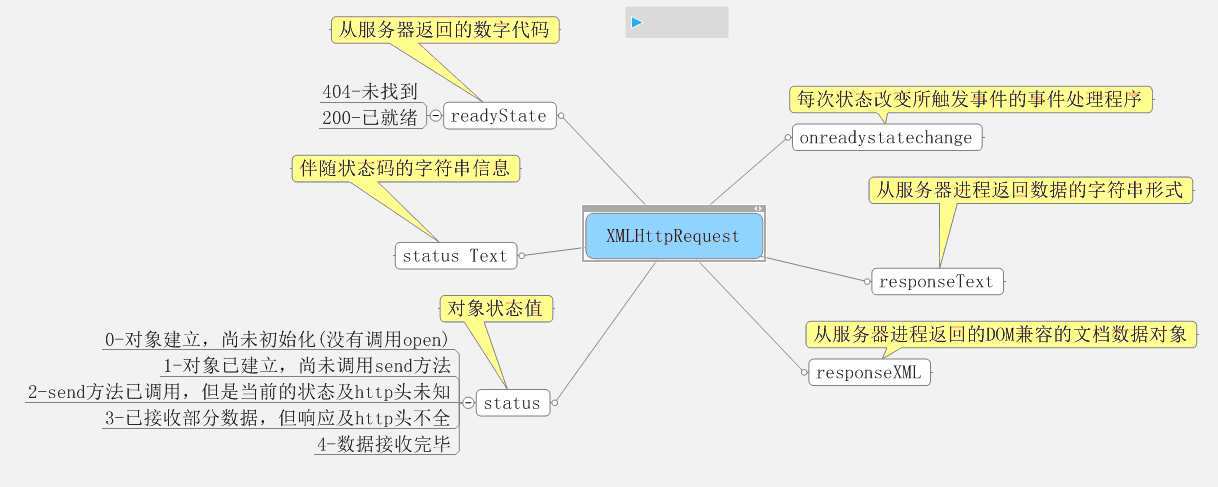 从服务器返回的数字代码
404-未找到
200-已就绪
readyState
每次状态改变所触发事件的事件处理程序
onreadystatechange
伴随状态码的字符串信息
status Text
从服务器进程返回数据的字符串形式
responseText
XMLHttpRequest
对象状态值
0-对象建立，尚未初始化(没有调用open)
1-对象已建立，尚未调用send方法
2-send方法已调用，但是当前的状态及http头未知
3-已接收部分数据，但响应及http头不全
4-数据接收完毕
status
从服务器进程返回的DOM兼容的文档数据对象
responseXML